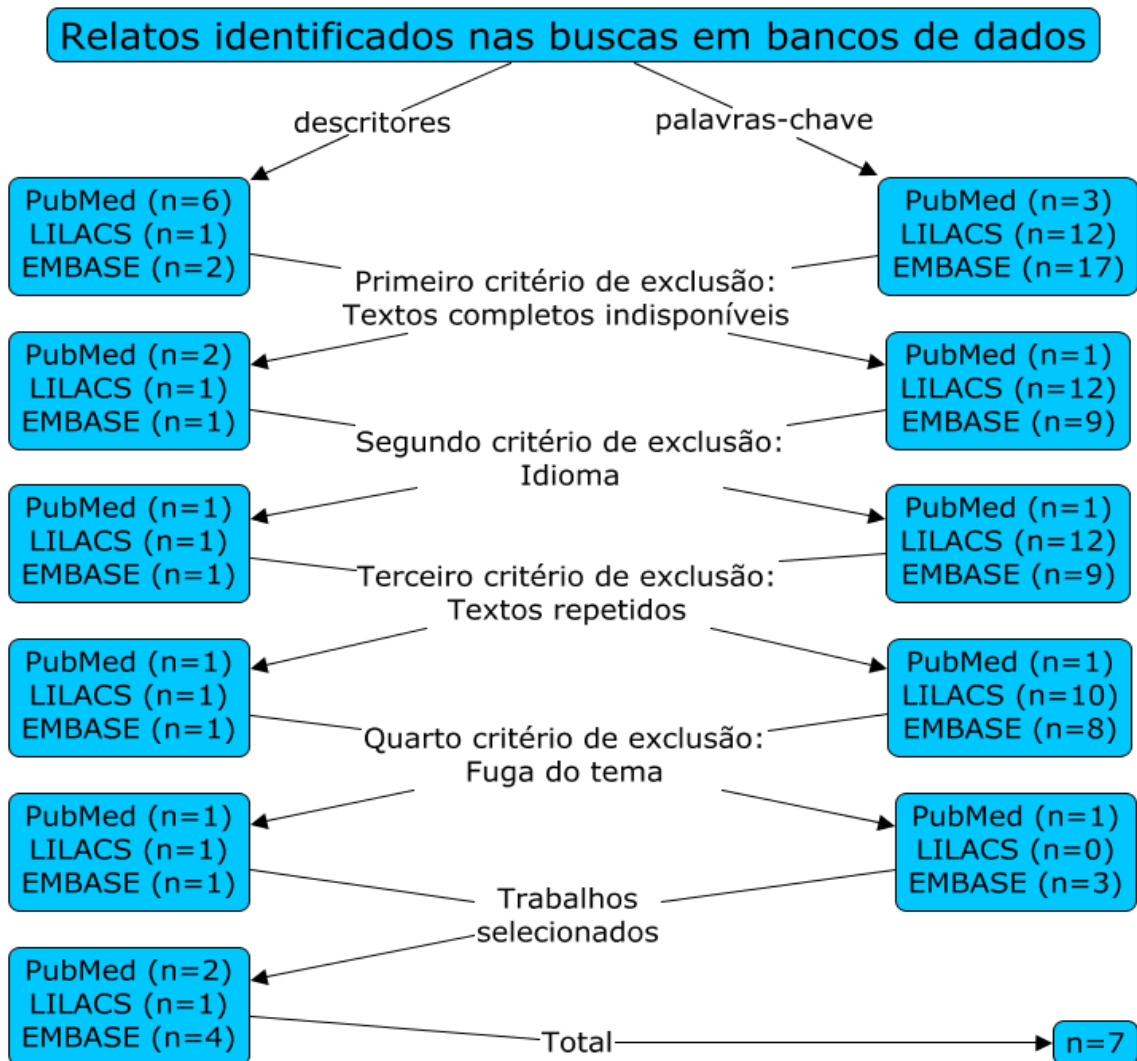 Relatos identificados nas buscas em bancos de dados
descritores
palavras-chave
PubMed (n=6)
LILACS (n=1)
EMBASE (n=2)
PubMed (n=3)
LILACS (n=12)
EMBASE (n=17)
Primeiro critério de exclusão:
Textos completos indisponíveis
PubMed (n=2)
LILACS (n=1)
EMBASE (n=1)
PubMed (n=1)
LILACS (n=12)
EMBASE (n=9)
Segundo critério de exclusão:
Idioma
PubMed (n=1)
LILACS (n=1)
EMBASE (n=1)
PubMed (n=1)
LILACS (n=12)
EMBASE (n=9)
Terceiro critério de exclusão:
Textos repetidos
PubMed (n=1)
LILACS (n=1)
EMBASE (n=1)
PubMed (n=1)
LILACS (n=10)
EMBASE (n=8)
Quarto critério de exclusão:
Fuga do tema
PubMed (n=1)
LILACS (n=1)
EMBASE (n=1)
PubMed (n=1)
LILACS (n=0)
EMBASE (n=3)
Trabalhos
selecionados
PubMed (n=2)
LILACS (n=1)
EMBASE (n=4)
Total
n=7